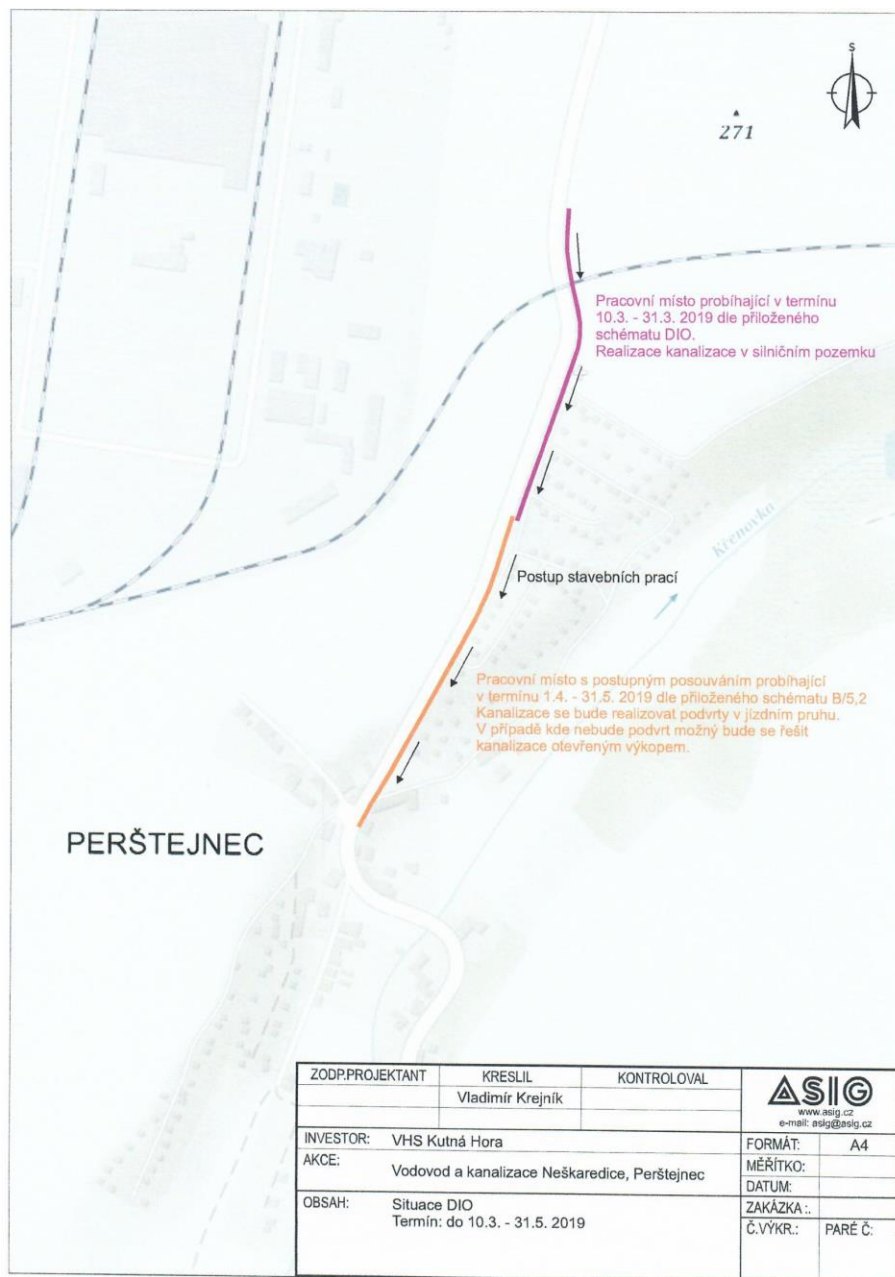 S
271
Pracovní místo probíhající v termínu
10.3. - 31.3. 2019 dle přiloženého
schématu DIO.
Realizace kanalizace v silničním pozemku
Křenovka
Postup stavebních prací
Pracovní místo s postupným posouváním probíhající
v termínu 1.4. - 31.5. 2019 dle přiloženého schématu B/5,2
Kanalizace se bude realizovat podvrty v jízdním pruhu.
V případě kde nebude podvrt možný bude se řešit
kanalizace otevřeným výkopem.
PERŠTEJNEC
ZODP.PROJEKTANT KRESLIL KONTROLOVAL
Vladimír Krejník
ASIG
www.asig.cz
e-mail: asig@asig.cz
INVESTOR: VHS Kutná Hora
AKCE: Vodovod a kanalizace Neškaredice, Perštejnec
OBSAH: Situace DIO
Termín: do 10.3. - 31.5. 2019
FORMÁT: A4
MĚŘÍTKO:
DATUM:
ZAKÁZKA :.
Č.VÝKR.: PARÉ Č: